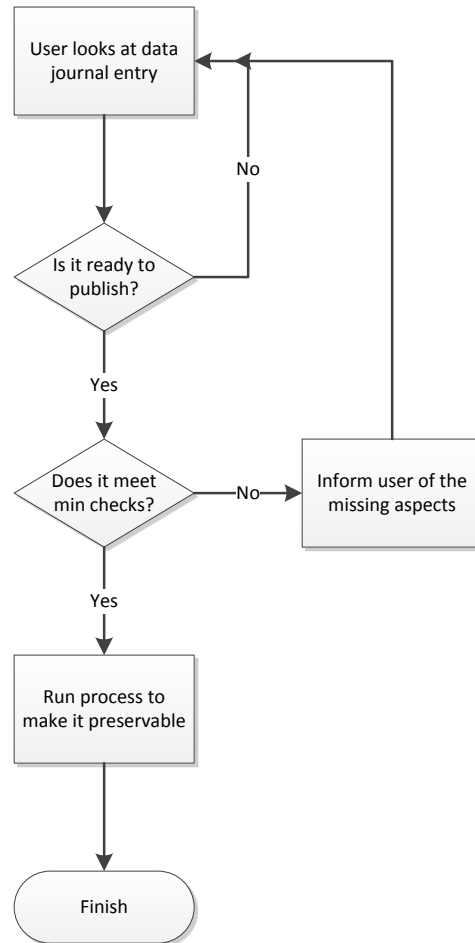 User looks at data
journal entry
No
Is it ready to
publish?
Yes
Does it meet
min checks?
No
Inform user of the
missing aspects
Yes
Run process to
make it preservable
Finish